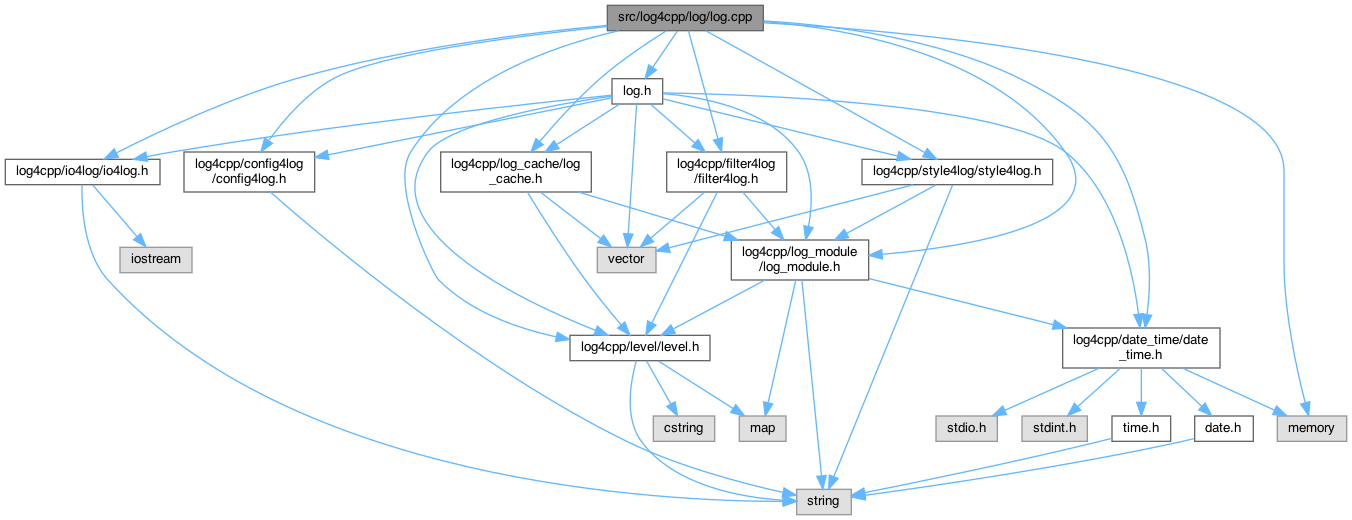 src/log4cpp/log/log.cpp
log.h
log4cpp/io4log/io4log.h
log4cpp/config4log
/config4log.h
log4cpp/log_cache/log
_cache.h
log4cpp/filter4log
/filter4log.h
log4cpp/style4log/style4log.h
iostream
vector
log4cpp/log_module
/log_module.h
log4cpp/level/level.h
log4cpp/date_time/date
_time.h
cstring
map
stdio.h
stdint.h
time.h
date.h
memory
string